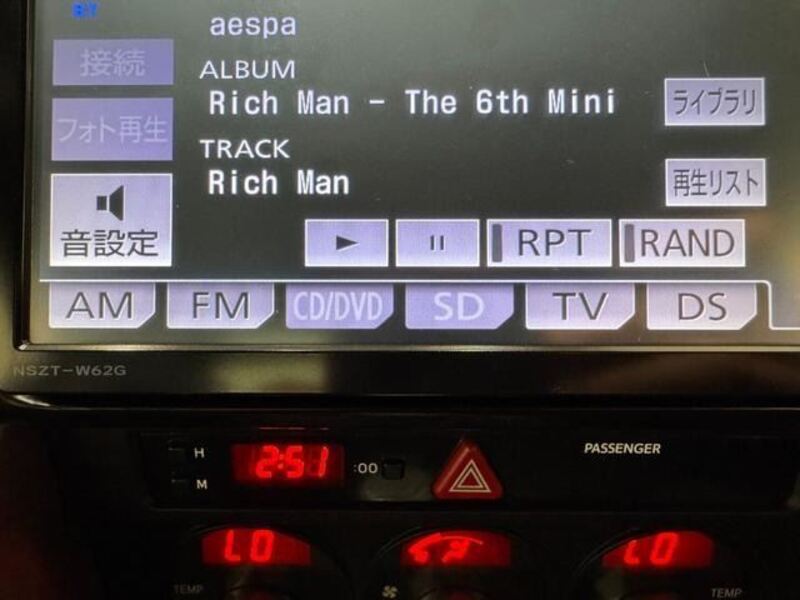 aespa
接続
ALBUM
Rich Man - The 6th Mini
ライブラリ
フォト再生
TRACK
Rich Man
再生リスト
音設定
RPT
RAND
AM
FM
CD/DVD
SD
TV
DS
NSZT-W62G
H
2:51
:00
M
PASSENGER
LO
LO
TEMP
TEMP